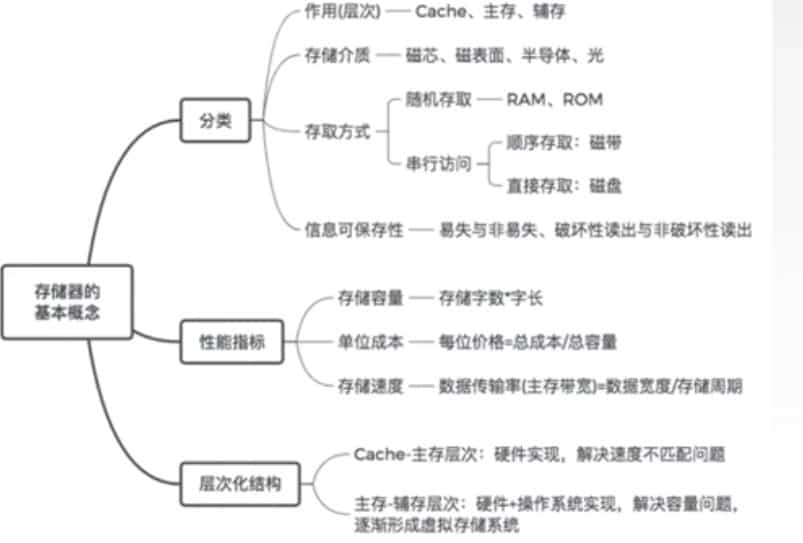 存储器的
基本概念
分类
作用(层次)
Cache、主存、辅存
存储介质
磁芯、磁表面、半导体、光
存取方式
随机存取
RAM、ROM
串行访问
顺序存取：磁带
直接存取：磁盘
信息可保存性
易失与非易失、破坏性读出与非破坏性读出
性能指标
存储容量
存储字数*字长
单位成本
每位价格=总成本/总容量
存储速度
数据传输率(主存带宽)=数据宽度/存储周期
层次化结构
Cache-主存层次：硬件实现，解决速度不匹配问题
主存-辅存层次：硬件+操作系统实现，解决容量问题，
逐渐形成虚拟存储系统